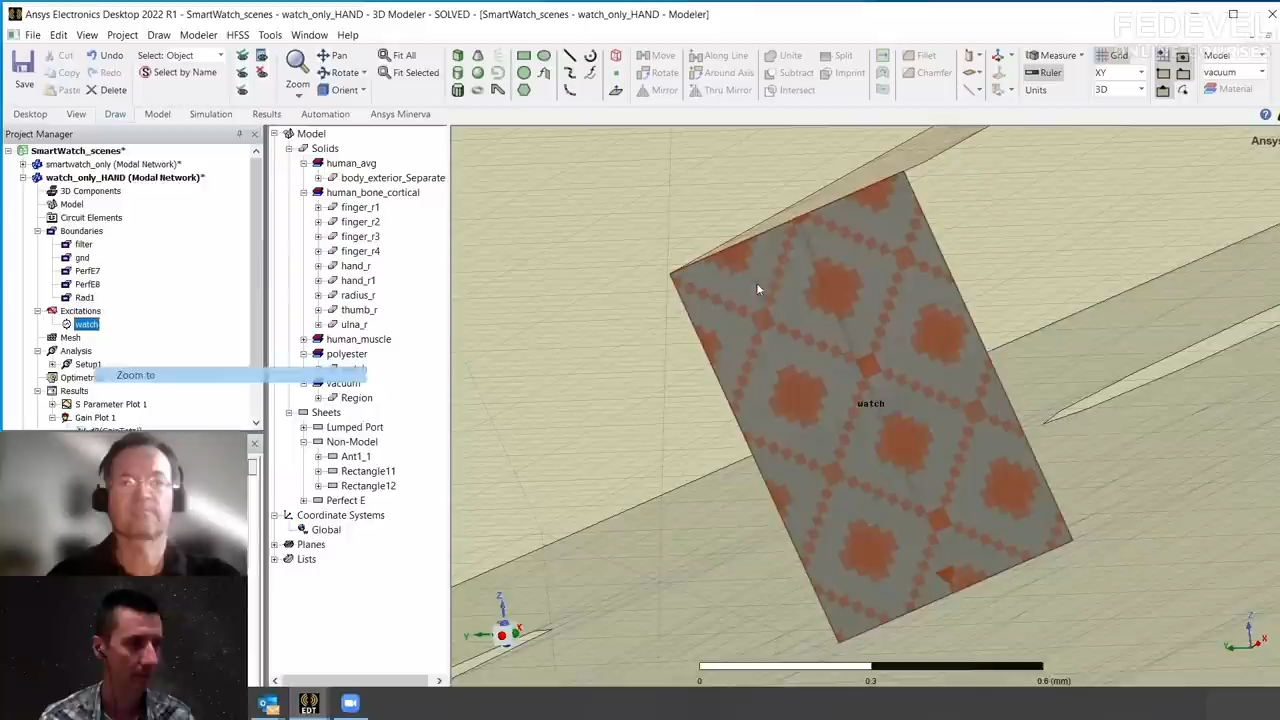 Ansys Electronics Desktop 2022 R1 - SmartWatch_scenes - watch_only_HAND - 3D Modeler - SOLVED - [SmartWatch_scenes - watch_only_HAND - Modeler]
FEDEVEL
File Edit View Project Draw Modeler HFSS Tools Window Help
Save
Cut
Copy
Paste
Undo
Redo
Delete
Select: Object
Select by Name
Zoom
Pan
Rotate
Orient
Fit All
Fit Selected
Move
Rotate
Mirror
Along Line
Around Axis
Thru Mirror
Unite
Subtract
Intersect
Split
Imprint
Fillet
Chamfer
Measure
Ruler
Units
Grid
XY
3D
Model
vacuum
Material
Desktop View Draw Model Simulation Results Automation Ansys Minerva
Project Manager
SmartWatch_scenes*
smartwatch_only (Modal Network)*
watch_only_HAND (Modal Network)*
3D Components
Model
Circuit Elements
Boundaries
filter
gnd
PerfE7
PerfE8
Rad1
Excitations
watch
Mesh
Analysis
Setup1
Zoom to
Results
S Parameter Plot 1
Gain Plot 1
Model
Solids
human_avg
body_exterior_Separate
human_bone_cortical
finger_r1
finger_r2
finger_r3
finger_r4
hand_r
hand_r1
radius_r
thumb_r
ulna_r
human_muscle
polyester
vacuum
Region
Sheets
Lumped Port
Non-Model
Ant1_1
Rectangle11
Rectangle12
Perfect E
Coordinate Systems
Global
Planes
Lists
Ansys
watch
Z
Y
X
Z
Y
X
0 0.3 0.6 (mm)
EDT